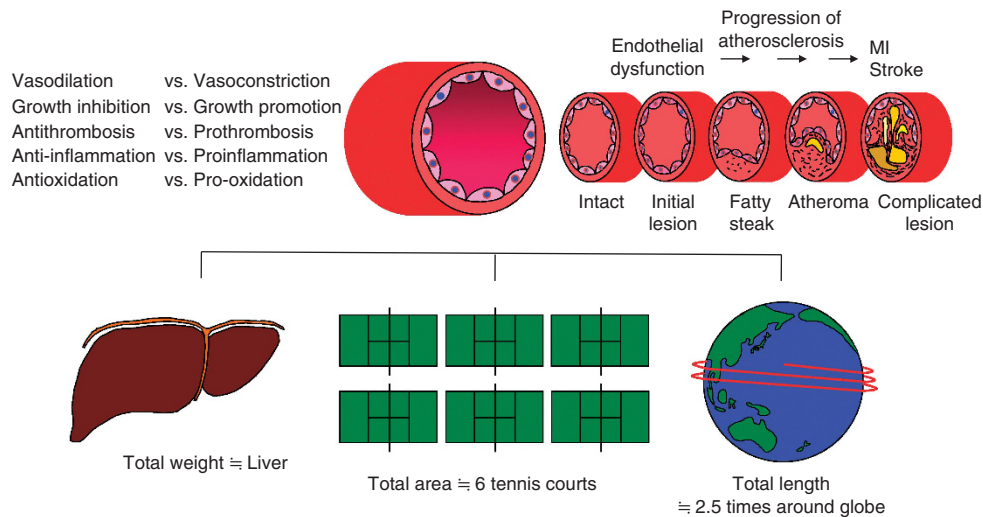 Vasodilation vs. Vasoconstriction
Growth inhibition vs. Growth promotion
Antithrombosis vs. Prothrombosis
Anti-inflammation vs. Proinflammation
Antioxidation vs. Pro-oxidation
Endothelial
dysfunction
Progression of
atherosclerosis
MI
Stroke
Intact
Initial
lesion
Fatty
steak
Atheroma
Complicated
lesion
Total weight ≒ Liver
Total area ≒ 6 tennis courts
Total length
≒ 2.5 times around globe